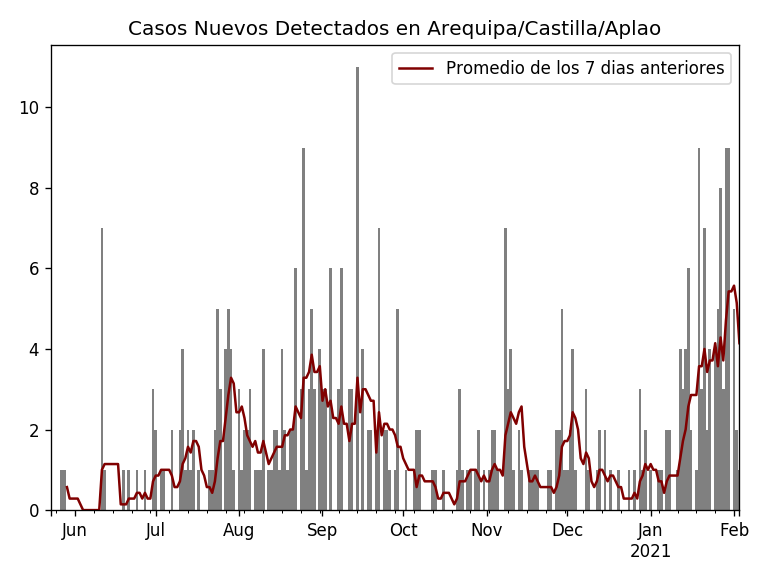 Casos Nuevos Detectados en Arequipa/Castilla/Aplao
Promedio de los 7 dias anteriores
10
8
6
4
2
0
Jun Jul Aug Sep Oct Nov Dec Jan Feb
2021